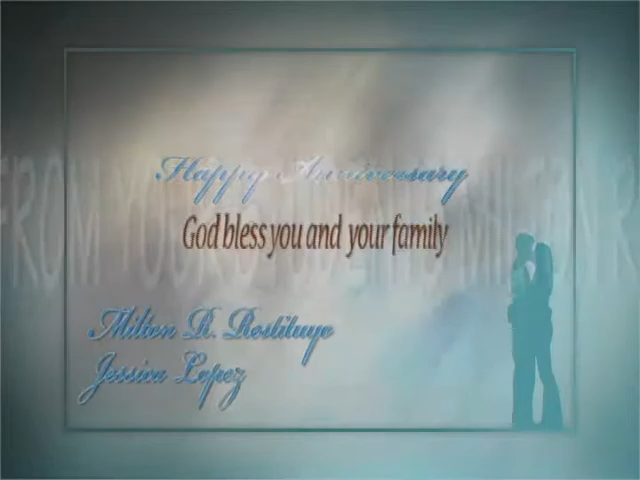 Happy Anniversary
God bless you and your family
Milton R. Restituyo
Jessica Lopez